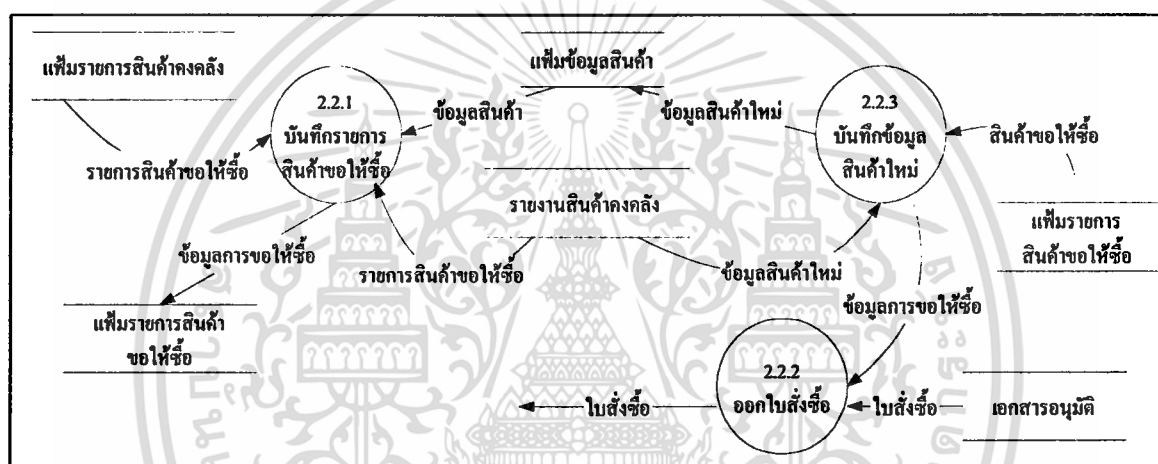 แฟ้มรายการสินค้าคงคลัง
แฟ้มข้อมูลสินค้า
2.2.1
บันทึกรายการ
สินค้าขอให้ซื้อ
ข้อมูลสินค้า
ข้อมูลสินค้าใหม่
2.2.3
บันทึกข้อมูล
สินค้าใหม่
สินค้าขอให้ซื้อ
รายการสินค้าขอให้ซื้อ
รายงานสินค้าคงคลัง
แฟ้มรายการ
สินค้าขอให้ซื้อ
ข้อมูลการขอให้ซื้อ
รายการสินค้าขอให้ซื้อ
ข้อมูลสินค้าใหม่
ข้อมูลการขอให้ซื้อ
แฟ้มรายการสินค้า
ขอให้ซื้อ
2.2.2
ออกใบสั่งซื้อ
ใบสั่งซื้อ
ใบสั่งซื้อ
เอกสารอนุมัติ